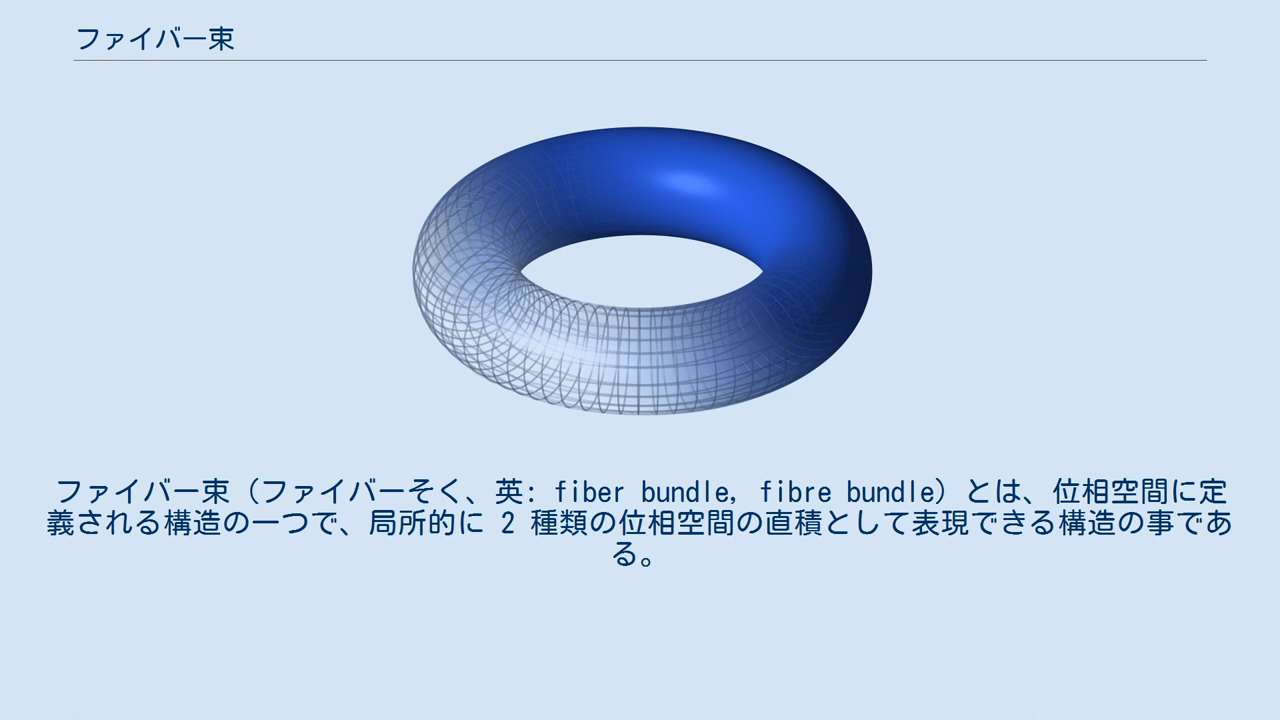 ファイバー束
ファイバー束（ファイバーそく、英: fiber bundle, fibre bundle）とは、位相空間に定
義される構造の一つで、局所的に 2 種類の位相空間の直積として表現できる構造の事であ
る。